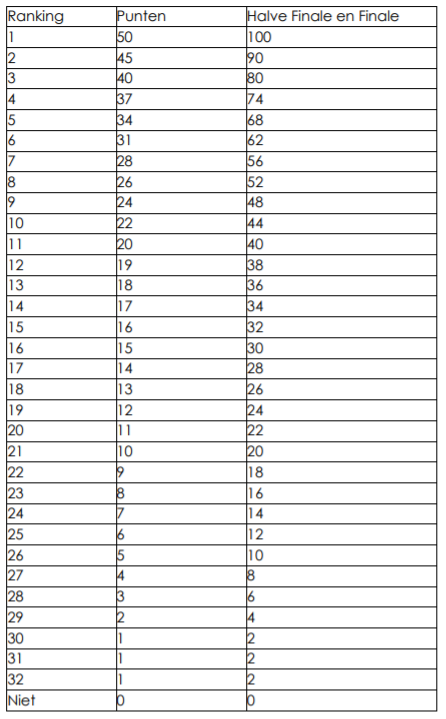 Ranking Punten Halve Finale en Finale
1 50 100
2 45 90
3 40 80
4 37 74
5 34 68
6 31 62
7 28 56
8 26 52
9 24 48
10 22 44
11 20 40
12 19 38
13 18 36
14 17 34
15 16 32
16 15 30
17 14 28
18 13 26
19 12 24
20 11 22
21 10 20
22 9 18
23 8 16
24 7 14
25 6 12
26 5 10
27 4 8
28 3 6
29 2 4
30 1 2
31 1 2
32 1 2
Niet 0 0